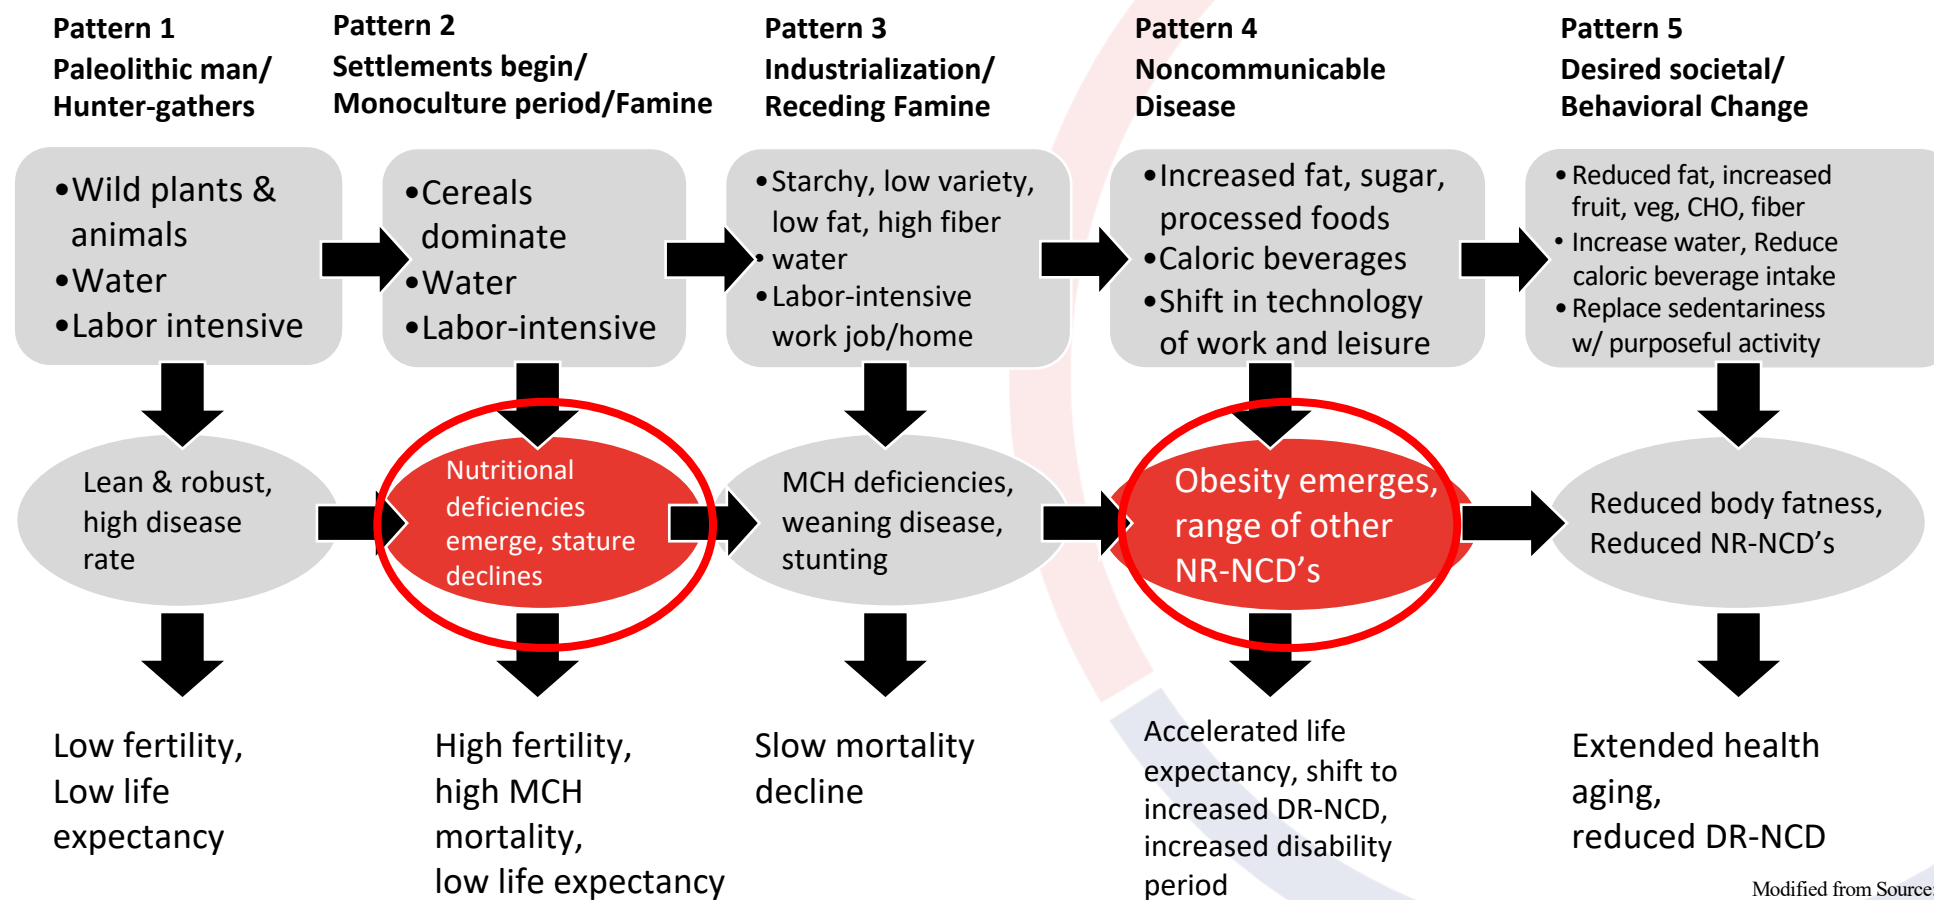 Pattern 1
Paleolithic man/
Hunter-gathers
Pattern 2
Settlements begin/
Monoculture period/Famine
Pattern 3
Industrialization/
Receding Famine
Pattern 4
Noncommunicable
Disease
Pattern 5
Desired societal/
Behavioral Change
•Wild plants &
animals
•Water
•Labor intensive
•Cereals
dominate
•Water
•Labor-intensive
•Starchy, low variety,
low fat, high fiber
• water
•Labor-intensive
work job/home
•Increased fat, sugar,
processed foods
•Caloric beverages
•Shift in technology
of work and leisure
• Reduced fat, increased
fruit, veg, CHO, fiber
• Increase water, Reduce
caloric beverage intake
• Replace sedentariness
w/ purposeful activity
Lean & robust,
high disease
rate
Nutritional
deficiencies
emerge, stature
declines
MCH deficiencies,
weaning disease,
stunting
Obesity emerges,
range of other
NR-NCD’s
Reduced body fatness,
Reduced NR-NCD’s
Low fertility,
Low life
expectancy
High fertility,
high MCH
mortality,
low life expectancy
Slow mortality
decline
Accelerated life
expectancy, shift to
increased DR-NCD,
increased disability
period
Extended health
aging,
reduced DR-NCD
Modified from Source: